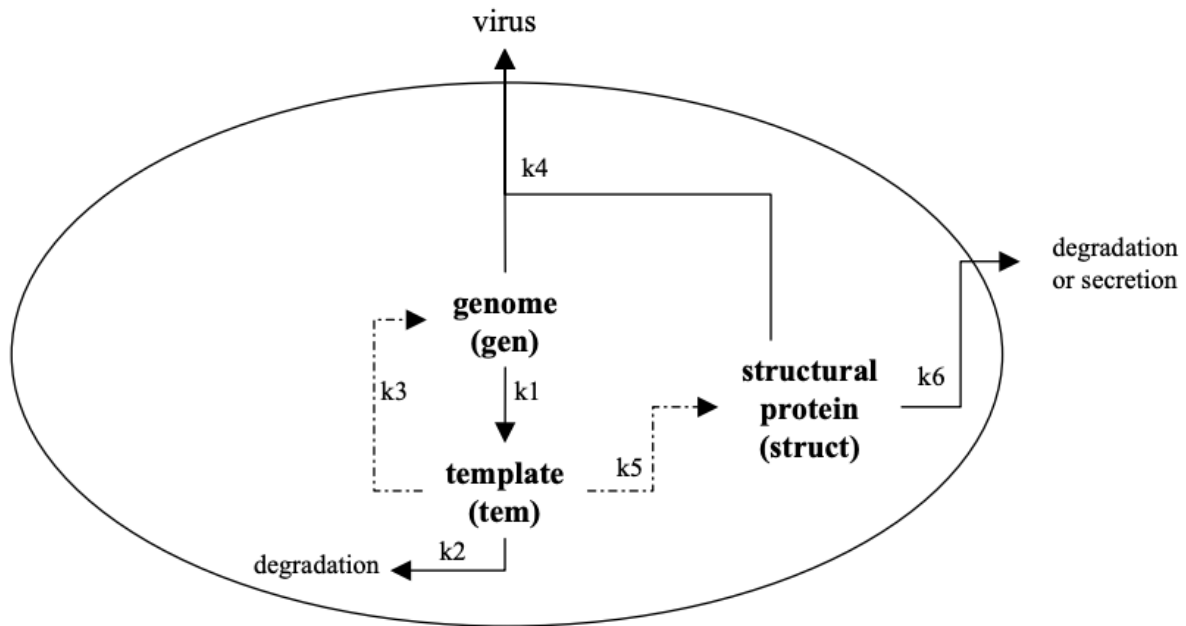 virus
k4
degradation
or secretion
genome
(gen)
k3
k1
structural
protein
(struct)
k6
template
(tem)
k5
k2
degradation